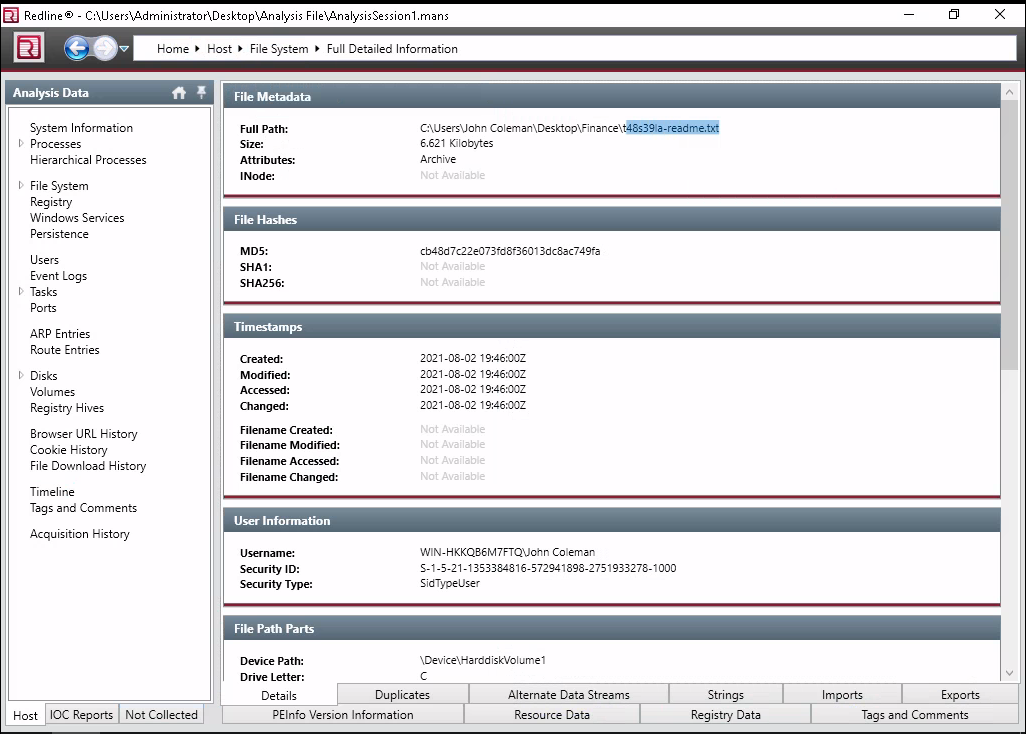 Redline® - C:\Users\Administrator\Desktop\Analysis File\AnalysisSession1.mans
Home Host File System Full Detailed Information
Analysis Data
System Information
Processes
Hierarchical Processes
File System
Registry
Windows Services
Persistence
Users
Event Logs
Tasks
Ports
ARP Entries
Route Entries
Disks
Volumes
Registry Hives
Browser URL History
Cookie History
File Download History
Timeline
Tags and Comments
Acquisition History
Host IOC Reports Not Collected
File Metadata
Full Path: C:\Users\John Coleman\Desktop\Finance\t48s39la-readme.txt
Size: 6.621 Kilobytes
Attributes: Archive
INode: Not Available
File Hashes
MD5: cb48d7c22e073fd8f36013dc8ac749fa
SHA1: Not Available
SHA256: Not Available
Timestamps
Created: 2021-08-02 19:46:00Z
Modified: 2021-08-02 19:46:00Z
Accessed: 2021-08-02 19:46:00Z
Changed: 2021-08-02 19:46:00Z
Filename Created: Not Available
Filename Modified: Not Available
Filename Accessed: Not Available
Filename Changed: Not Available
User Information
Username: WIN-HKKQB6M7FTQ\John Coleman
Security ID: S-1-5-21-1353384816-572941898-2751933278-1000
Security Type: SidTypeUser
File Path Parts
Device Path: \Device\HarddiskVolume1
Drive Letter: C
Details Duplicates Alternate Data Streams Strings Imports Exports
PEInfo Version Information Resource Data Registry Data Tags and Comments